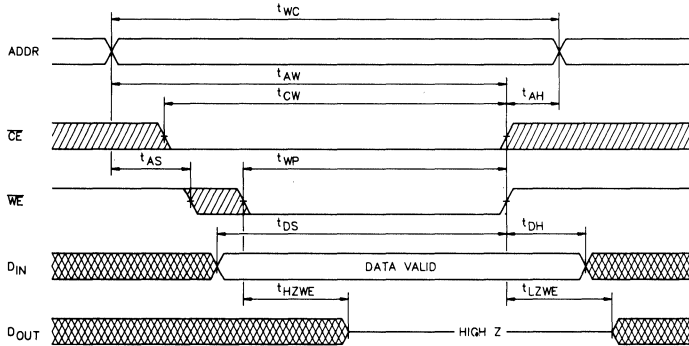 tWC
ADDR
tAW
tCW
tAH
CE
tAS
tWP
WE
tDS
tDH
DIN
DATA VALID
tHZWE
tLZWE
DOUT
HIGH Z